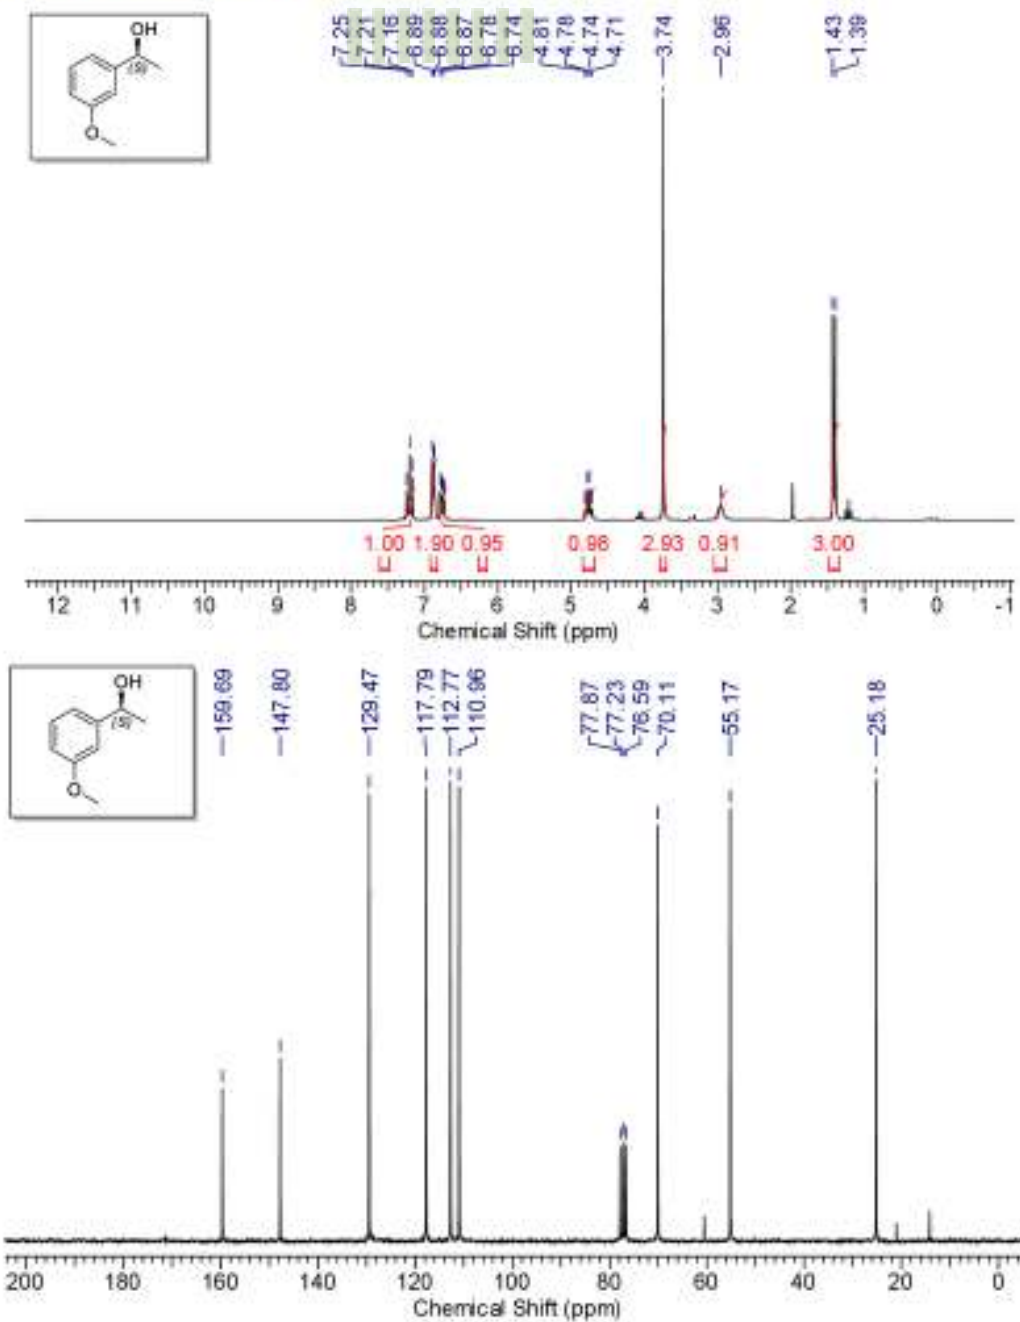 OH
(S)
O
7.25
7.21
7.16
6.89
6.88
6.87
6.78
6.74
4.81
4.78
4.74
4.71
3.74
2.96
1.43
1.39
1.00 1.90 0.95 0.98 2.93 0.91 3.00
12 11 10 9 8 7 6 5 4 3 2 1 0 -1
Chemical Shift (ppm)
OH
(S)
O
159.69
147.80
129.47
117.79
112.77
110.96
77.87
77.23
76.59
70.11
55.17
25.18
200 180 160 140 120 100 80 60 40 20 0
Chemical Shift (ppm)